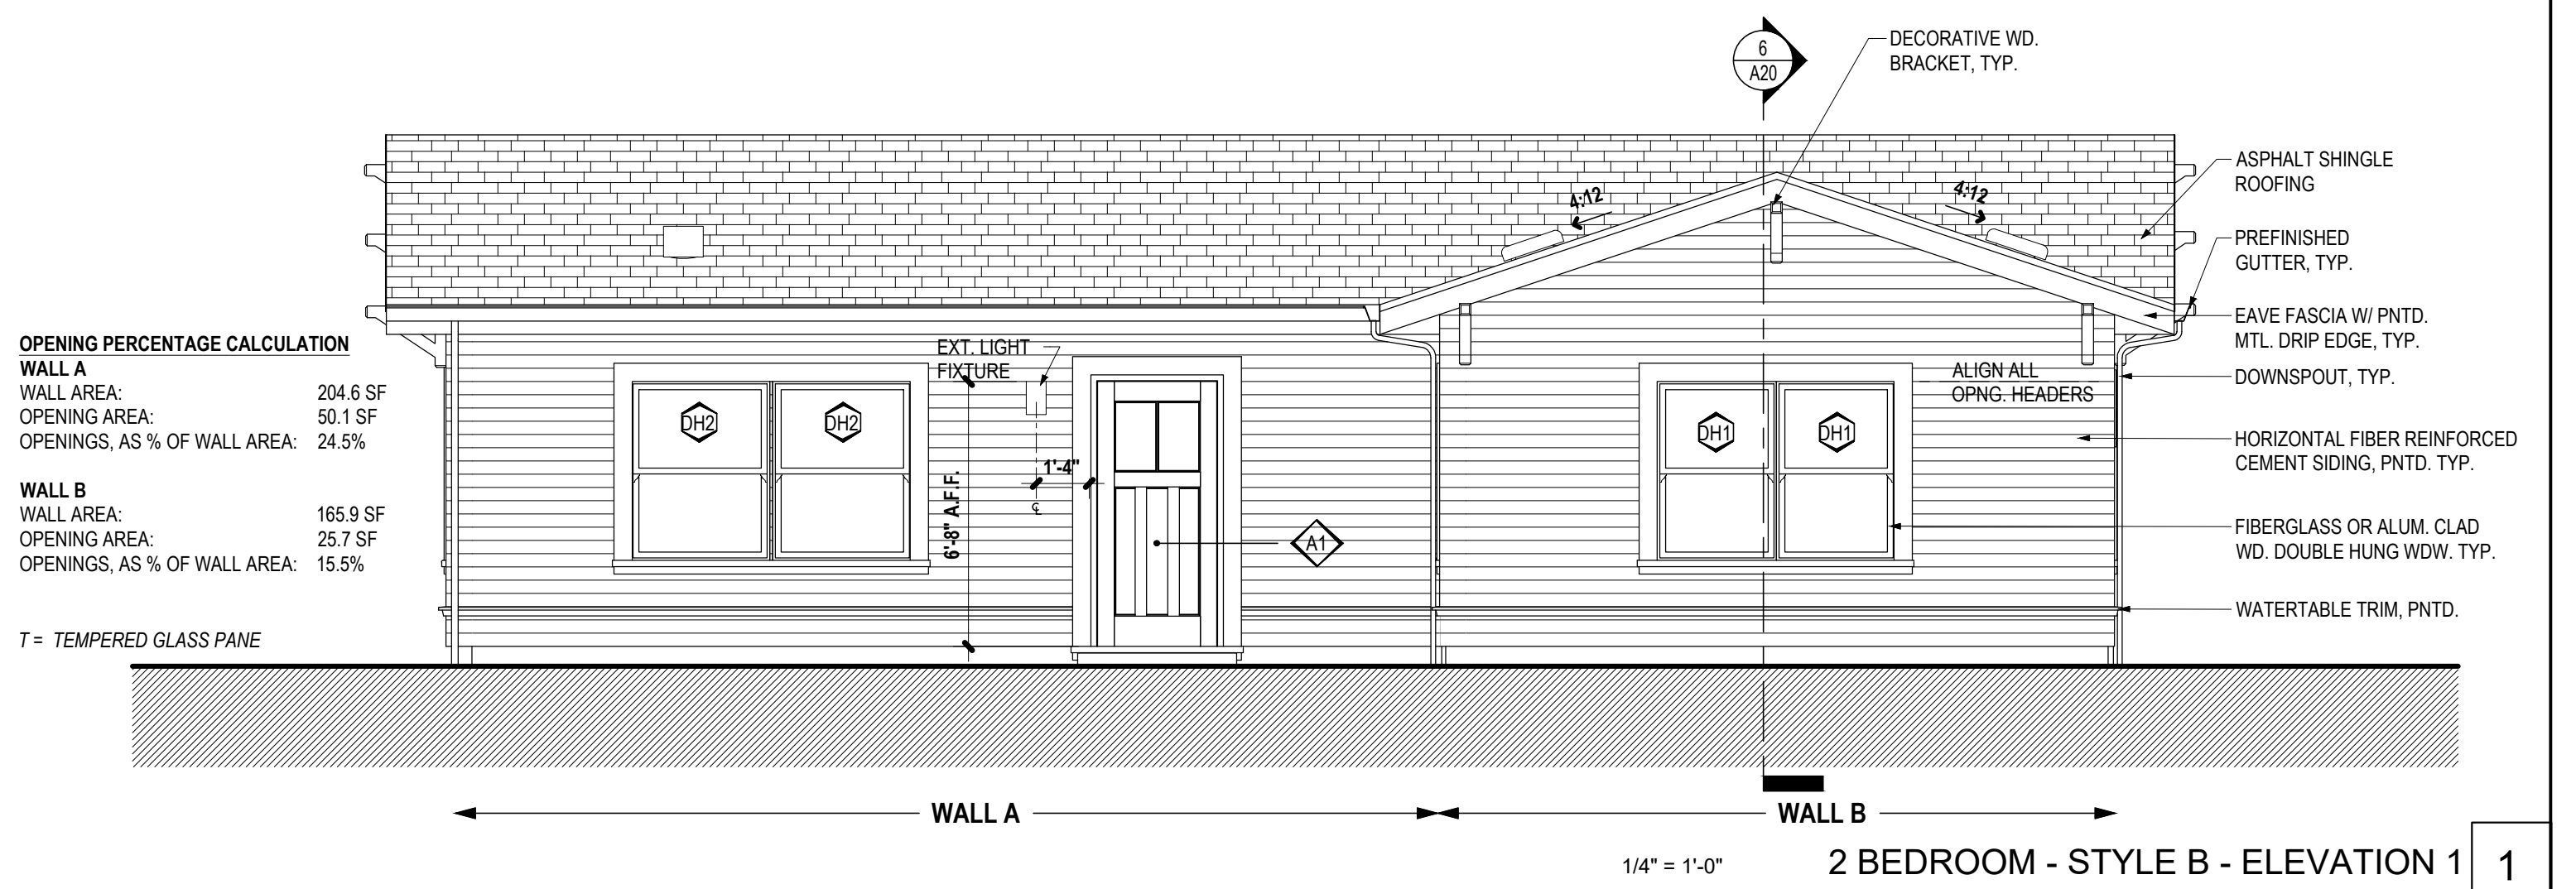 6
A20
DECORATIVE WD.
BRACKET, TYP.
4:12
4:12
ASPHALT SHINGLE
ROOFING
PREFINISHED
GUTTER, TYP.
EAVE FASCIA W/ PNTD.
MTL. DRIP EDGE, TYP.
DOWNSPOUT, TYP.
HORIZONTAL FIBER REINFORCED
CEMENT SIDING, PNTD. TYP.
FIBERGLASS OR ALUM. CLAD
WD. DOUBLE HUNG WDW. TYP.
WATERTABLE TRIM, PNTD.
OPENING PERCENTAGE CALCULATION
WALL A
WALL AREA: 204.6 SF
OPENING AREA: 50.1 SF
OPENINGS, AS % OF WALL AREA: 24.5%
WALL B
WALL AREA: 165.9 SF
OPENING AREA: 25.7 SF
OPENINGS, AS % OF WALL AREA: 15.5%
T = TEMPERED GLASS PANE
EXT. LIGHT
FIXTURE
DH2
DH2
1'-4"
℄
6'-8" A.F.F.
A1
DH1
DH1
ALIGN ALL
OPNG. HEADERS
WALL A
WALL B
1/4" = 1'-0"
2 BEDROOM - STYLE B - ELEVATION 1
1